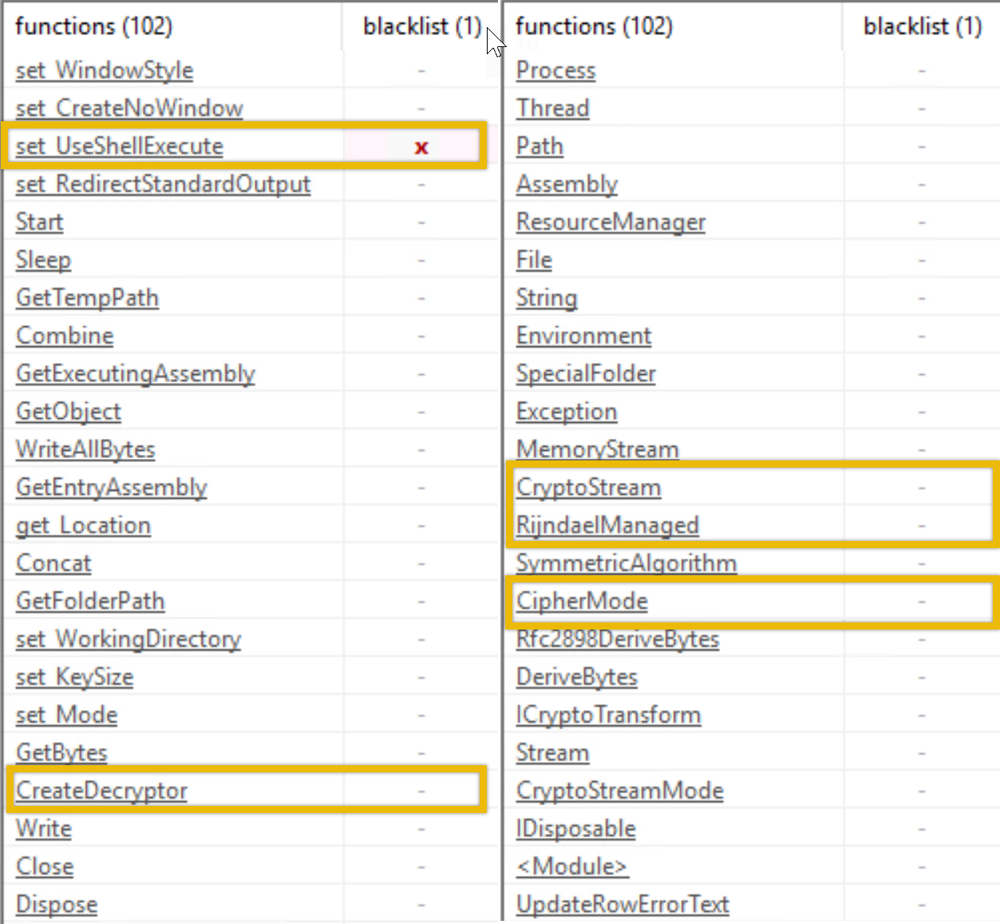 functions (102) blacklist (1)
set_WindowStyle -
set_CreateNoWindow -
set_UseShellExecute x
set_RedirectStandardOutput -
Start -
Sleep -
GetTempPath -
Combine -
GetExecutingAssembly -
GetObject -
WriteAllBytes -
GetEntryAssembly -
get_Location -
Concat -
GetFolderPath -
set_WorkingDirectory -
set_KeySize -
set_Mode -
GetBytes -
CreateDecryptor -
Write -
Close -
Dispose -
functions (102) blacklist (1)
Process -
Thread -
Path -
Assembly -
ResourceManager -
File -
String -
Environment -
SpecialFolder -
Exception -
MemoryStream -
CryptoStream -
RijndaelManaged -
SymmetricAlgorithm -
CipherMode -
Rfc2898DeriveBytes -
DeriveBytes -
ICryptoTransform -
Stream -
CryptoStreamMode -
IDisposable -
<Module> -
UpdateRowErrorText -